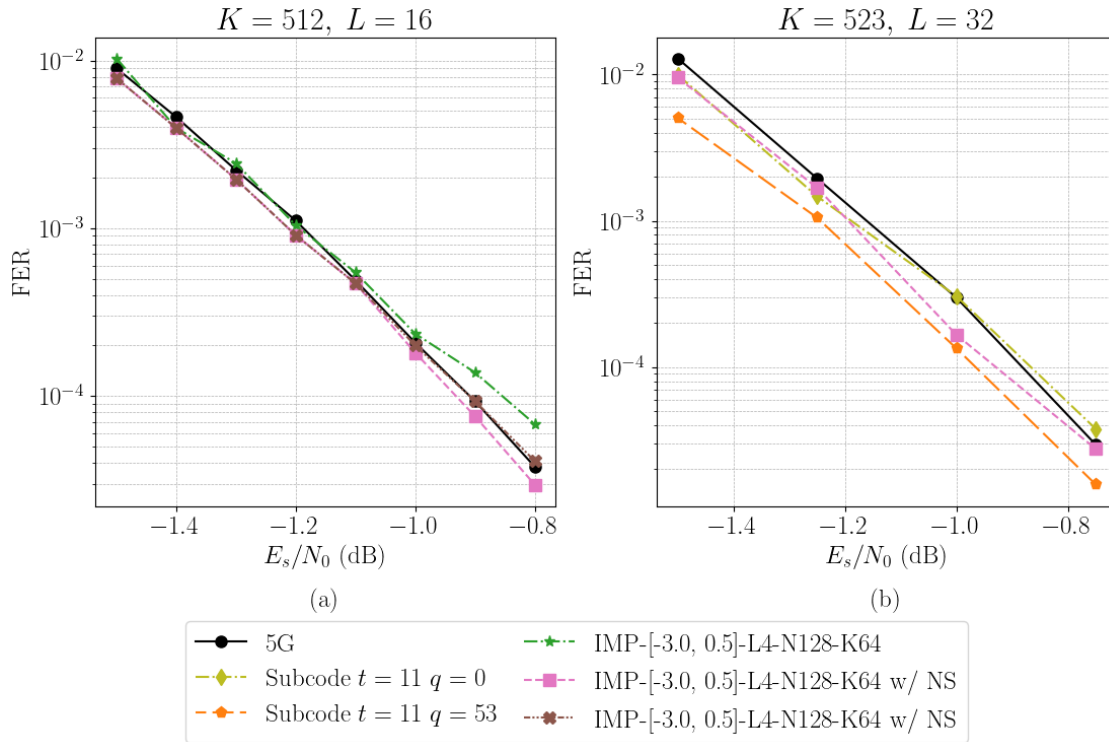 K = 512, L = 16
K = 523, L = 32
10⁻²
10⁻³
10⁻⁴
FER
−1.4
−1.2
−1.0
−0.8
E_s/N_0 (dB)
(a)
10⁻²
10⁻³
10⁻⁴
FER
−1.4
−1.2
−1.0
−0.8
E_s/N_0 (dB)
(b)
5G
Subcode t = 11 q = 0
Subcode t = 11 q = 53
IMP-[-3.0, 0.5]-L4-N128-K64
IMP-[-3.0, 0.5]-L4-N128-K64 w/ NS
IMP-[-3.0, 0.5]-L4-N128-K64 w/ NS